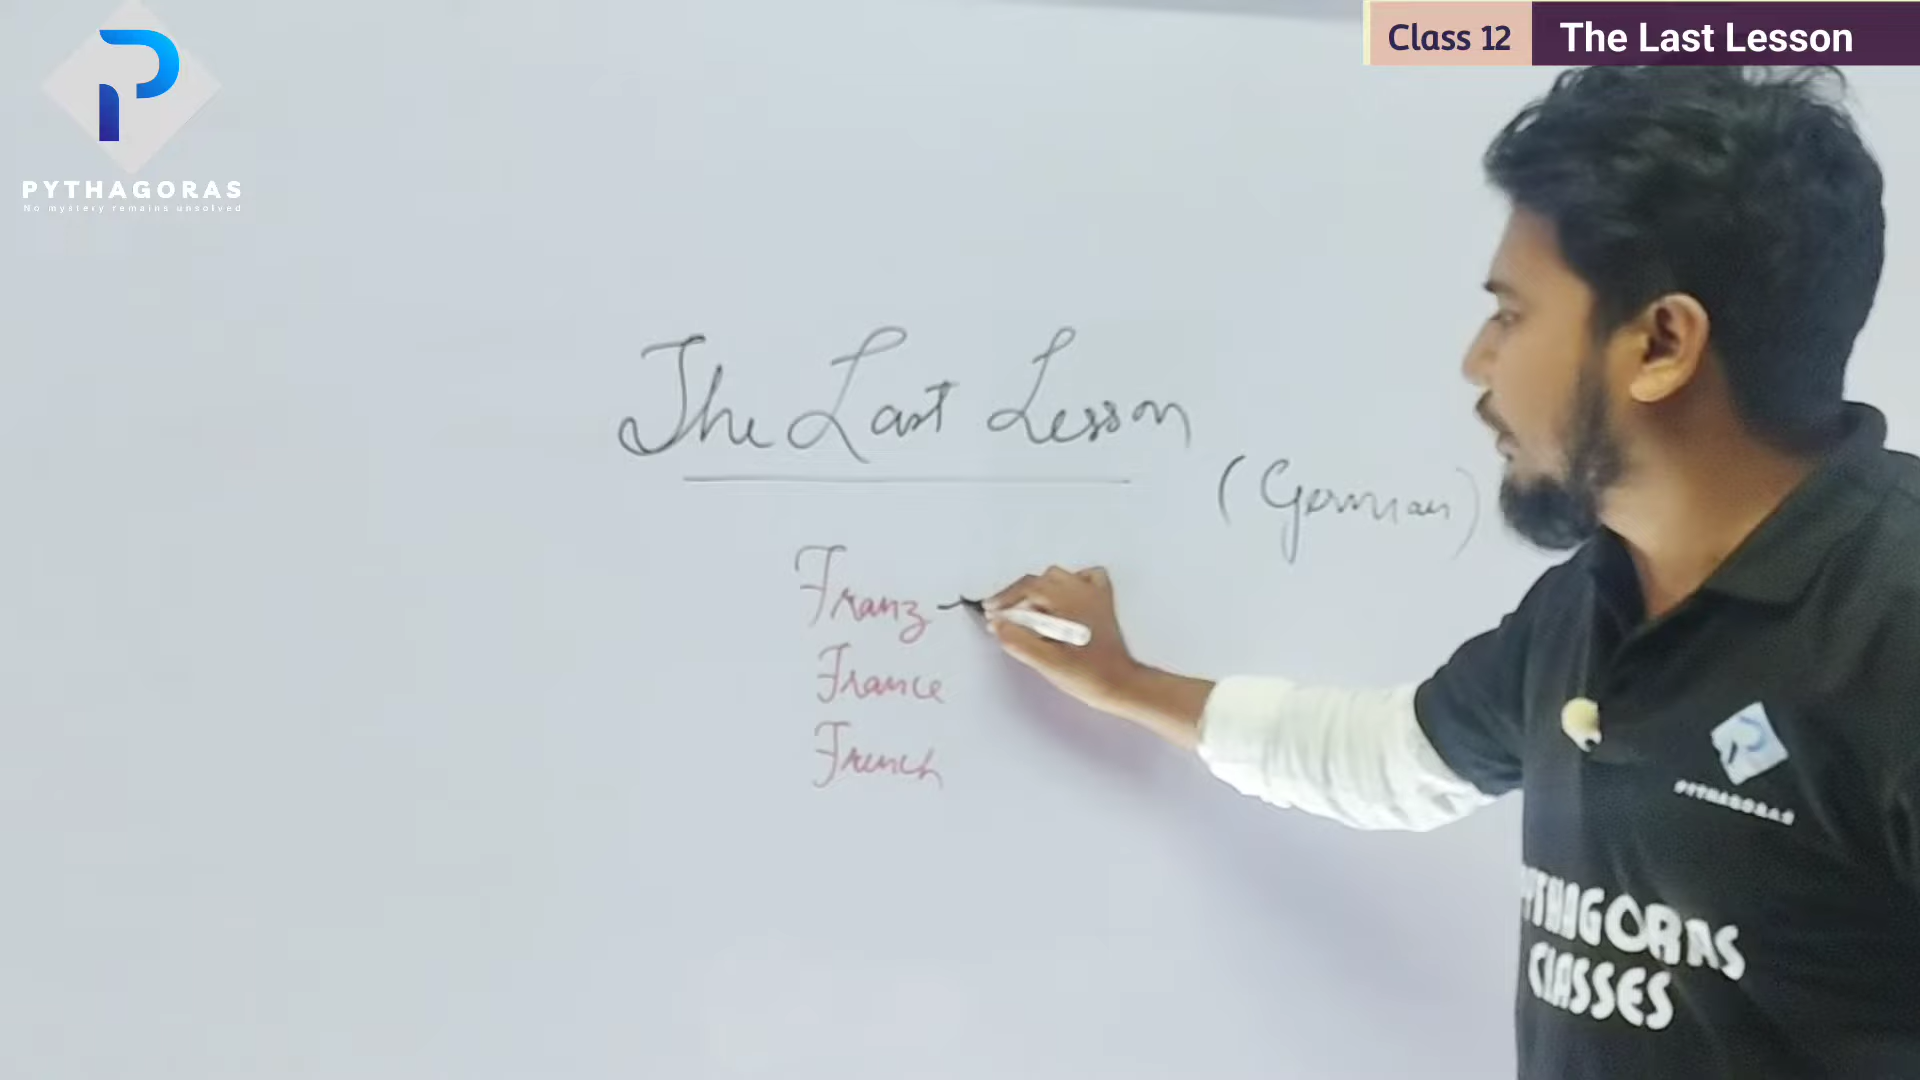 Class 12 The Last Lesson
PYTHAGORAS
No mystery remains unsolved
The Last Lesson
(German)
Franz
France
French
PYTHAGORAS
PYTHAGORAS
CLASSES